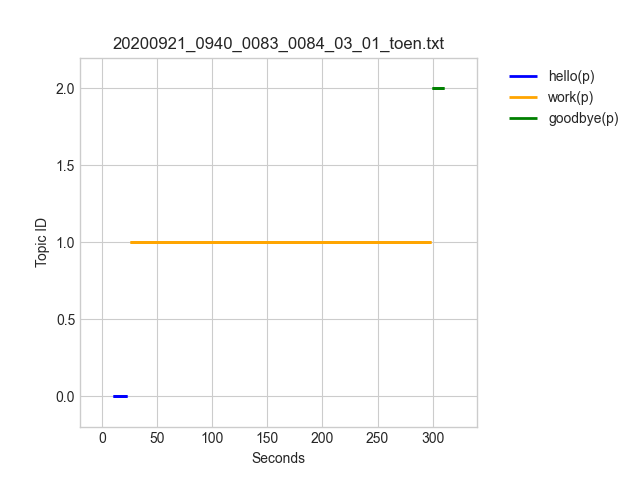 20200921_0940_0083_0084_03_01_toen.txt
hello(p)
work(p)
goodbye(p)
Topic ID
2.0
1.5
1.0
0.5
0.0
0 50 100 150 200 250 300
Seconds